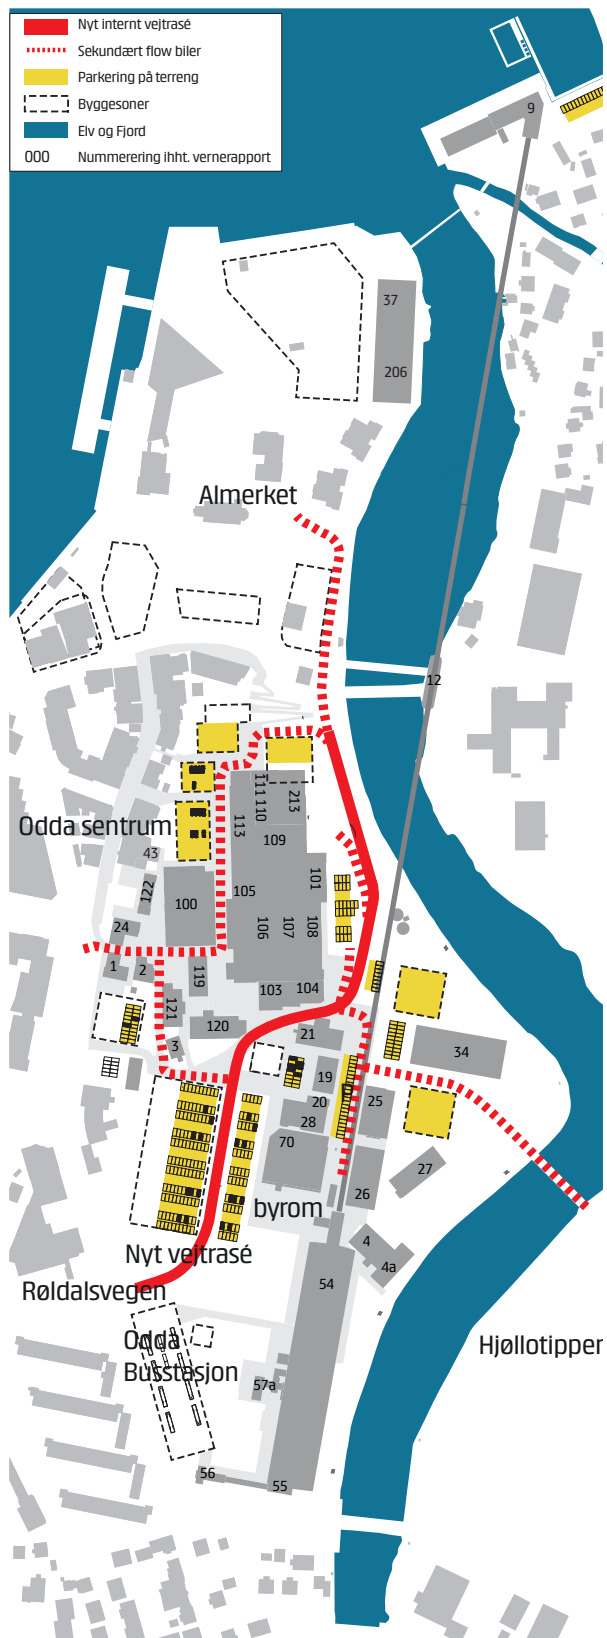 Nyt internt vejtrasé
Sekundært flow biler
Parkering på terreng
Byggesoner
Elv og Fjord
000 Nummerering ihht. vernerapport
9
37
206
Almerket
12
111
110
213
113
109
Odda sentrum
43
122
100
105
101
106
107
108
24
1
2
119
103
104
121
120
21
3
34
19
20
25
28
70
27
26
byrom
4
Nyt vejtrasé
4a
Røldalsvegen
54
Odda
Busstasjon
Hjøllotippen
57a
56
55